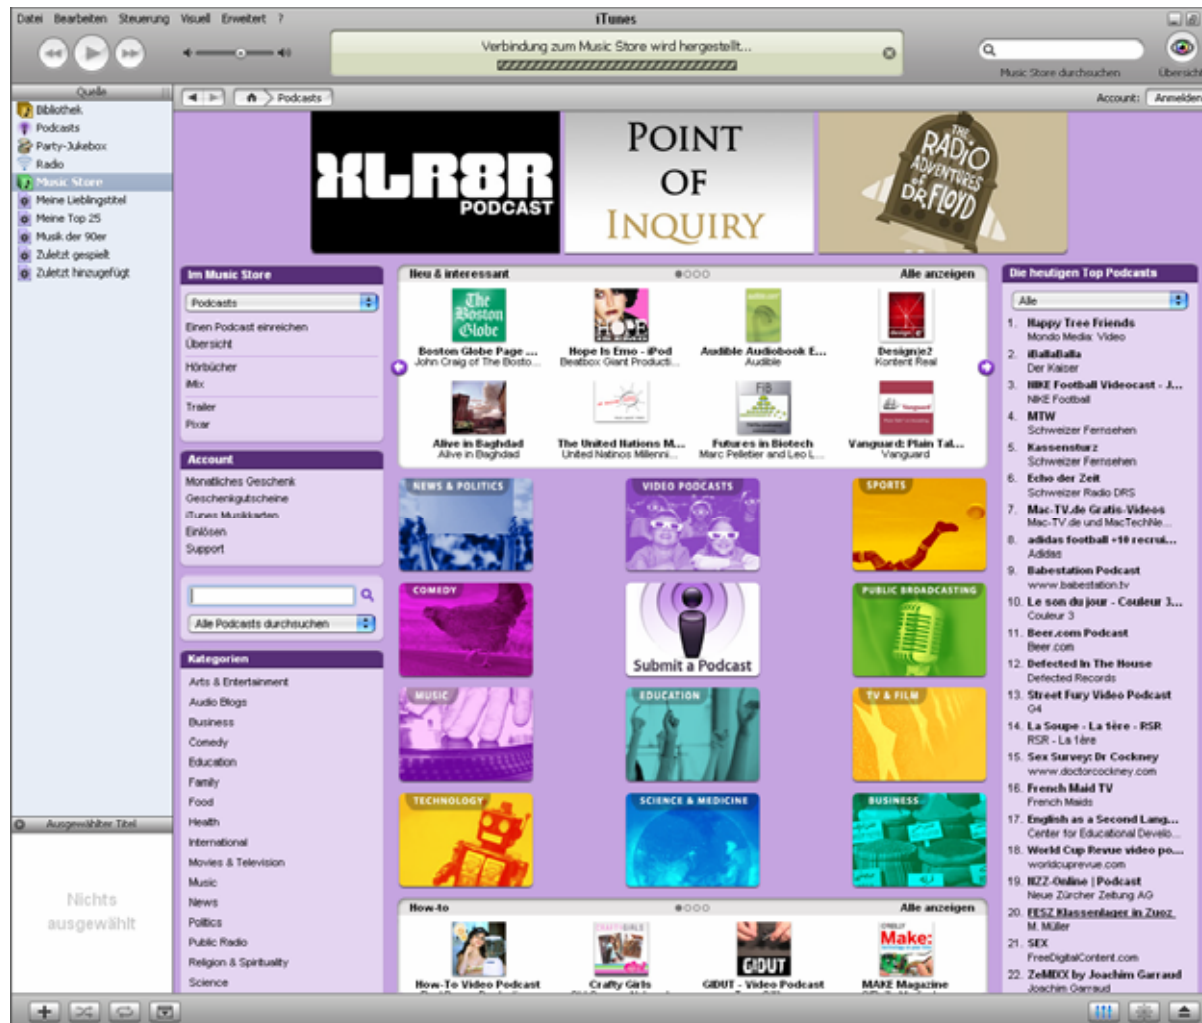 Datei Bearbeiten Steuerung Visuell Erweitert ?
iTunes
Verbindung zum Music Store wird hergestellt...
Music Store durchsuchen
Übersicht
Quelle
Bibliothek
Podcasts
Party-Jukebox
Radio
Music Store
Meine Lieblingstitel
Meine Top 25
Musik der 90er
Zuletzt gespielt
Zuletzt hinzugefügt
Ausgewählter Titel
Nichts
ausgewählt
Podcasts
Account: Anmelden
XLR8R
PODCAST
POINT
OF
INQUIRY
THE
RADIO
ADVENTURES
of
DR. FLOYD
Im Music Store
Podcasts
Einen Podcast einreichen
Übersicht
Hörbücher
iMix
Trailer
Pixar
Account
Monatliches Geschenk
Geschenkgutscheine
iTunes Musikkarten
Einlösen
Support
Alle Podcasts durchsuchen
Kategorien
Arts & Entertainment
Audio Blogs
Business
Comedy
Education
Family
Food
Health
International
Movies & Television
Music
News
Politics
Public Radio
Religion & Spirituality
Science
Neu & interessant
Alle anzeigen
The
Boston
Globe
Boston Globe Page ...
John Craig of The Bosto...
HOPE
Hope Is Emo - iPod
Beatbox Giant Producti...
Audible Audiobook E...
Audible
Design|e2
Kontent Real
Alive in Baghdad
Alive in Baghdad
The United Nations M...
United Natinos Millenni...
FiB
Futures in Biotech
Marc Pelletier and Leo L...
Vanguard
Vanguard: Plain Tal...
Vanguard
NEWS & POLITICS
VIDEO PODCASTS
SPORTS
COMEDY
Submit a Podcast
PUBLIC BROADCASTING
MUSIC
EDUCATION
TV & FILM
TECHNOLOGY
SCIENCE & MEDICINE
BUSINESS
How-to
Alle anzeigen
How-To Video Podcast
CRAFTYGIRLS
Crafty Girls
GIDUT
GIDUT - Video Podcast
Make:
MAKE Magazine
Die heutigen Top Podcasts
Alle
1. Happy Tree Friends
Mondo Media: Video
2. iBallaBalla
Der Kaiser
3. NIKE Football Videocast - J...
NIKE Football
4. MTW
Schweizer Fernsehen
5. Kassensturz
Schweizer Fernsehen
6. Echo der Zeit
Schweizer Radio DRS
7. Mac-TV.de Gratis-Videos
Mac-TV.de und MacTechNe...
8. adidas football +10 recrui...
Adidas
9. Babestation Podcast
www.babestation.tv
10. Le son du jour - Couleur 3...
Couleur 3
11. Beer.com Podcast
Beer.com
12. Defected In The House
Defected Records
13. Street Fury Video Podcast
G4
14. La Soupe - La 1ère - RSR
RSR - La 1ère
15. Sex Survey: Dr Cockney
www.doctorcockney.com
16. French Maid TV
French Maids
17. English as a Second Lang...
Center for Educational Develo...
18. World Cup Revue video po...
worldcuprevue.com
19. NZZ-Online | Podcast
Neue Zürcher Zeitung AG
20. FESZ Klassenlager in Zuoz
M. Müller
21. SEX
FreeDigitalContent.com
22. ZeMIXX by Joachim Garraud
Joachim Garraud